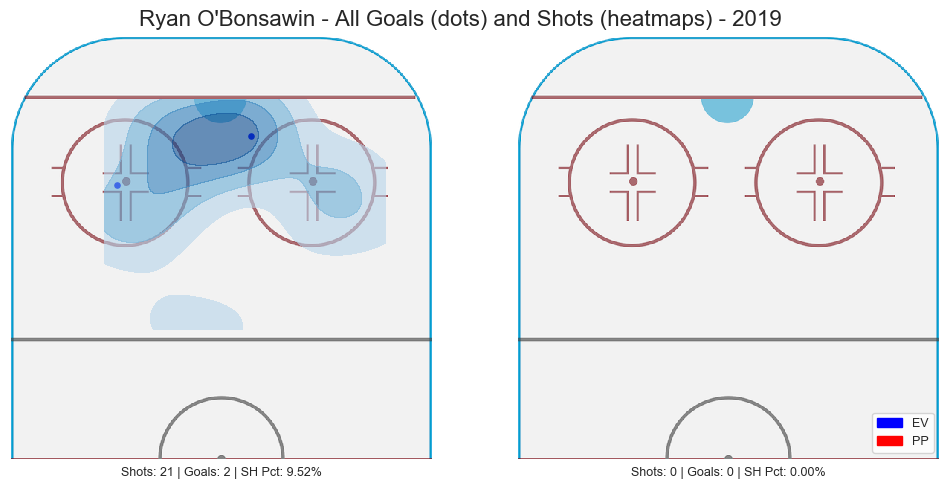 Ryan O'Bonsawin - All Goals (dots) and Shots (heatmaps) - 2019
EV
PP
Shots: 21 | Goals: 2 | SH Pct: 9.52%
Shots: 0 | Goals: 0 | SH Pct: 0.00%